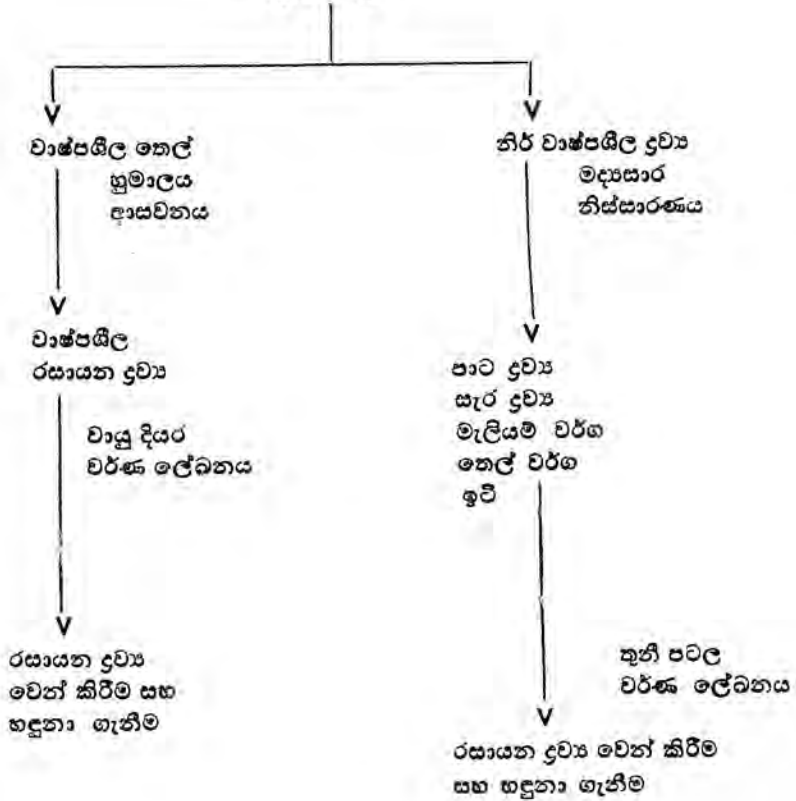 වාෂ්පශීල තෙල්
හුමාලය
ආසවනය
වාෂ්පශීල
රසායන ද්‍රව්‍ය
වායු දියර
වර්ණ ලේඛනය
රසායන ද්‍රව්‍ය
වෙන් කිරීම සහ
හඳුනා ගැනීම
නිර් වාෂ්පශීල ද්‍රව්‍ය
මද්‍යසාර
නිස්සාරණය
පාට ද්‍රව්‍ය
සැර ද්‍රව්‍ය
මැලියම් වර්ග
තෙල් වර්ග
ඉටි
තුනී පටල
වර්ණ ලේඛනය
රසායන ද්‍රව්‍ය වෙන් කිරීම
සහ හඳුනා ගැනීම